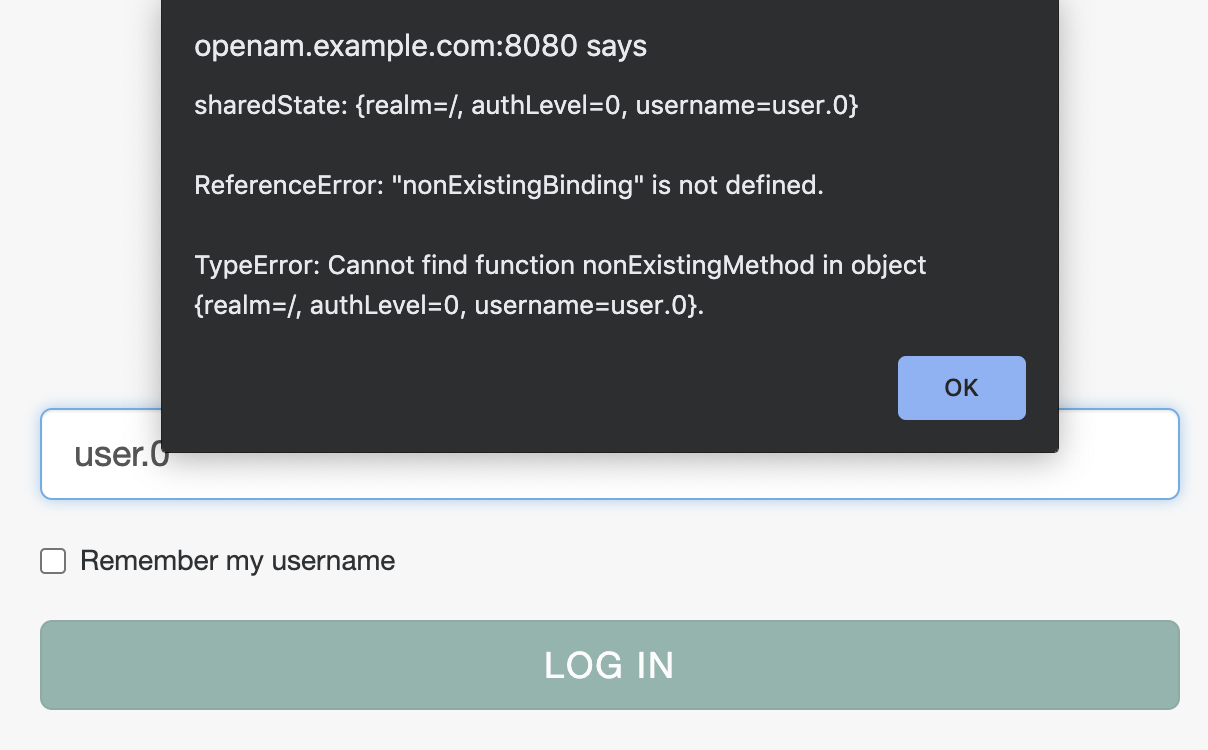 openam.example.com:8080 says
sharedState: {realm=/, authLevel=0, username=user.0}
ReferenceError: "nonExistingBinding" is not defined.
TypeError: Cannot find function nonExistingMethod in object
{realm=/, authLevel=0, username=user.0}.
OK
user.0
Remember my username
LOG IN